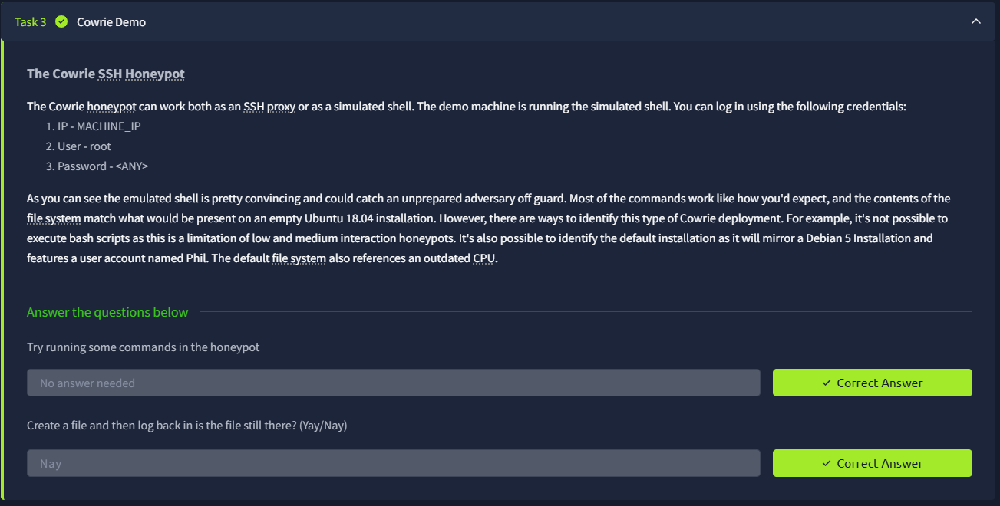 Task 3 Cowrie Demo
The Cowrie SSH Honeypot
The Cowrie honeypot can work both as an SSH proxy or as a simulated shell. The demo machine is running the simulated shell. You can log in using the following credentials:
1. IP - MACHINE_IP
2. User - root
3. Password - <ANY>
As you can see the emulated shell is pretty convincing and could catch an unprepared adversary off guard. Most of the commands work like how you'd expect, and the contents of the
file system match what would be present on an empty Ubuntu 18.04 installation. However, there are ways to identify this type of Cowrie deployment. For example, it's not possible to
execute bash scripts as this is a limitation of low and medium interaction honeypots. It's also possible to identify the default installation as it will mirror a Debian 5 Installation and
features a user account named Phil. The default file system also references an outdated CPU.
Answer the questions below
Try running some commands in the honeypot
No answer needed
Correct Answer
Create a file and then log back in is the file still there? (Yay/Nay)
Nay
Correct Answer